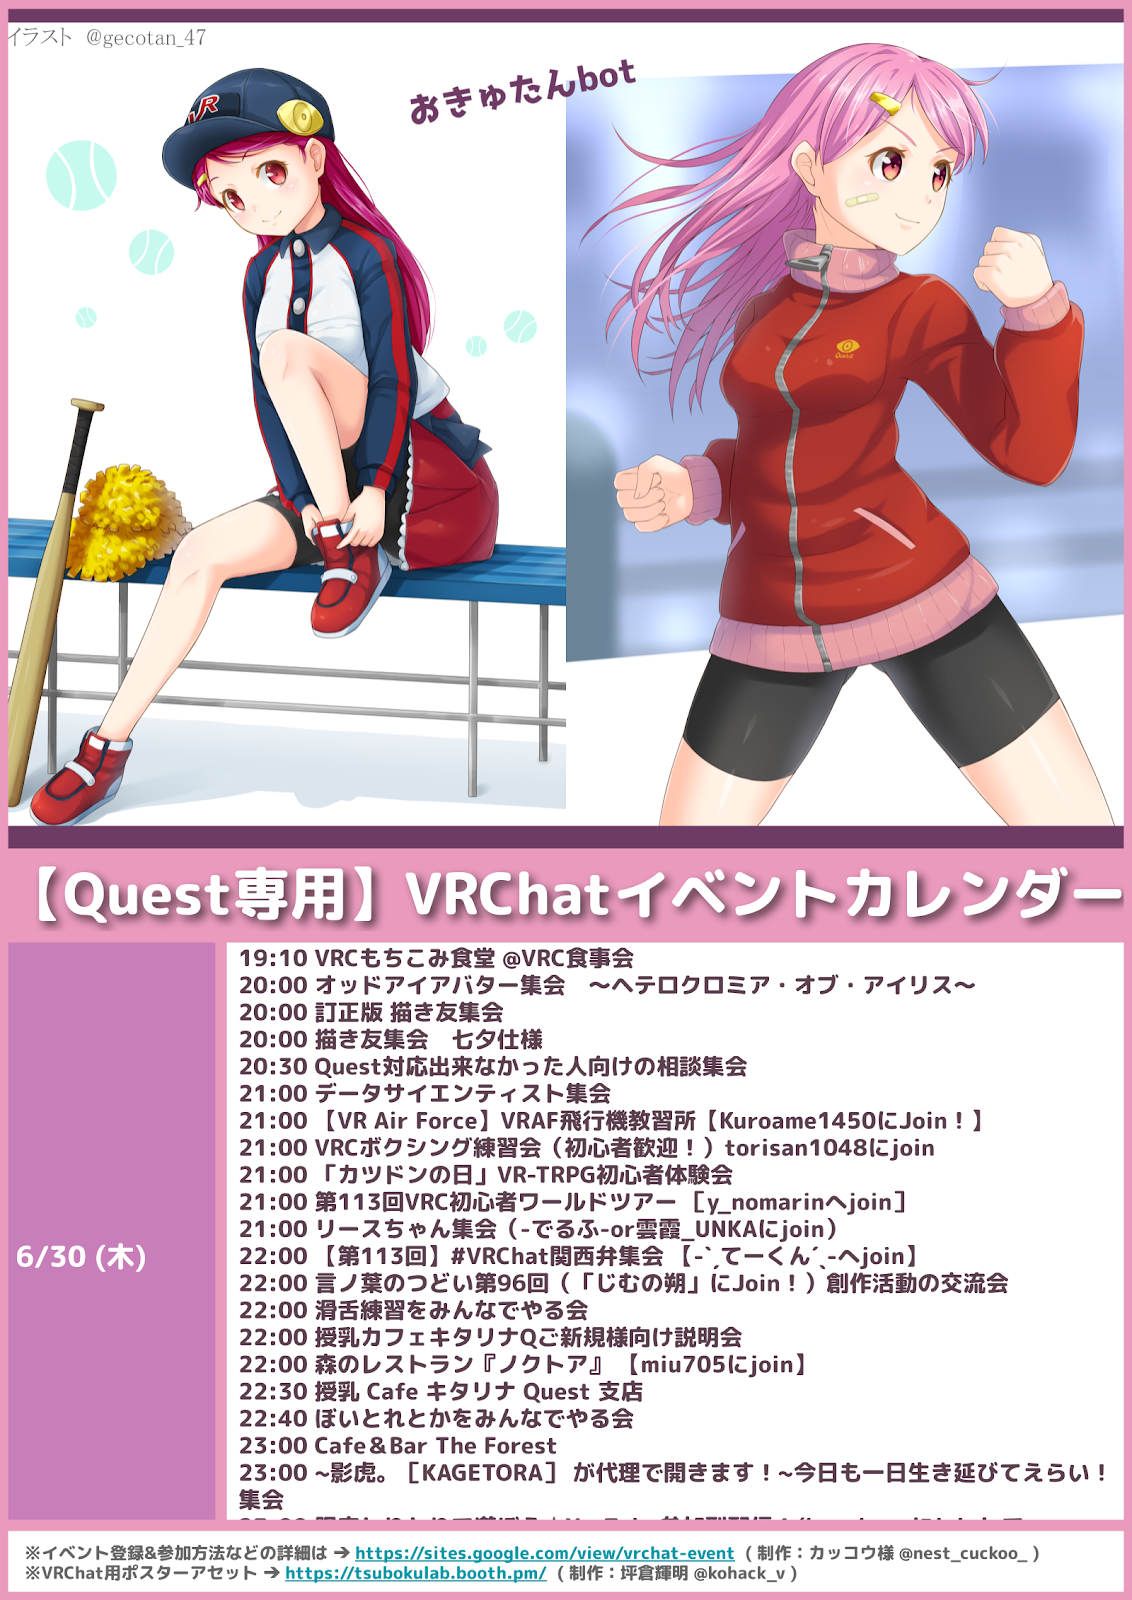 イラスト @gecotan_47
おきゅたんbot
VR
Quest
【Quest専用】VRChatイベントカレンダー
6/30 (木)
19:10 VRCもちこみ食堂 @VRC食事会
20:00 オッドアイアバター集会　～ヘテロクロミア・オブ・アイリス～
20:00 訂正版 描き友集会
20:00 描き友集会　七夕仕様
20:30 Quest対応出来なかった人向けの相談集会
21:00 データサイエンティスト集会
21:00 【VR Air Force】VRAF飛行機教習所【Kuroame1450にJoin！】
21:00 VRCボクシング練習会（初心者歓迎！）torisan1048にjoin
21:00 「カツドンの日」VR-TRPG初心者体験会
21:00 第113回VRC初心者ワールドツアー ［y_nomarinへjoin］
21:00 リースちゃん集会（-でるふ-or雲霞_UNKAにjoin）
22:00 【第113回】#VRChat関西弁集会 【-ˋˏてーくんˊˎ-へjoin】
22:00 言ノ葉のつどい第96回（「じむの朔」にJoin！）創作活動の交流会
22:00 滑舌練習をみんなでやる会
22:00 授乳カフェキタリナQご新規様向け説明会
22:00 森のレストラン『ノクトア』 【miu705にjoin】
22:30 授乳 Cafe キタリナ Quest 支店
22:40 ぼいとれとかをみんなでやる会
23:00 Cafe＆Bar The Forest
23:00 ~影虎。［KAGETORA］ が代理で開きます！~今日も一日生き延びてえらい！
集会
※イベント登録&参加方法などの詳細は ➔ https://sites.google.com/view/vrchat-event （ 制作：カッコウ様 @nest_cuckoo_ ）
※VRChat用ポスターアセット ➔ https://tsubokulab.booth.pm/ （ 制作：坪倉輝明 @kohack_v ）